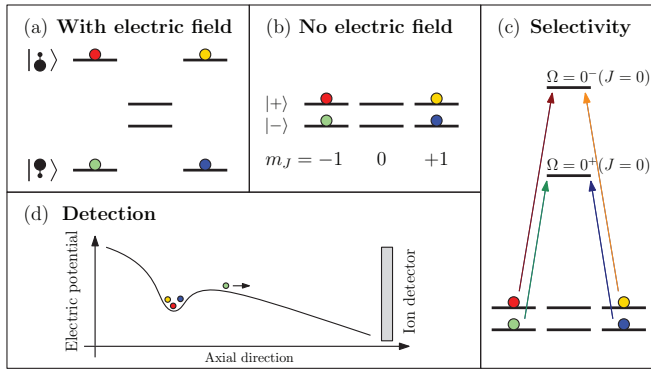 (a) With electric field
(b) No electric field
|+⟩
|−⟩
m_J = −1 0 +1
(c) Selectivity
Ω = 0⁻(J = 0)
Ω = 0⁺(J = 0)
(d) Detection
Electric potential
Axial direction
Ion detector